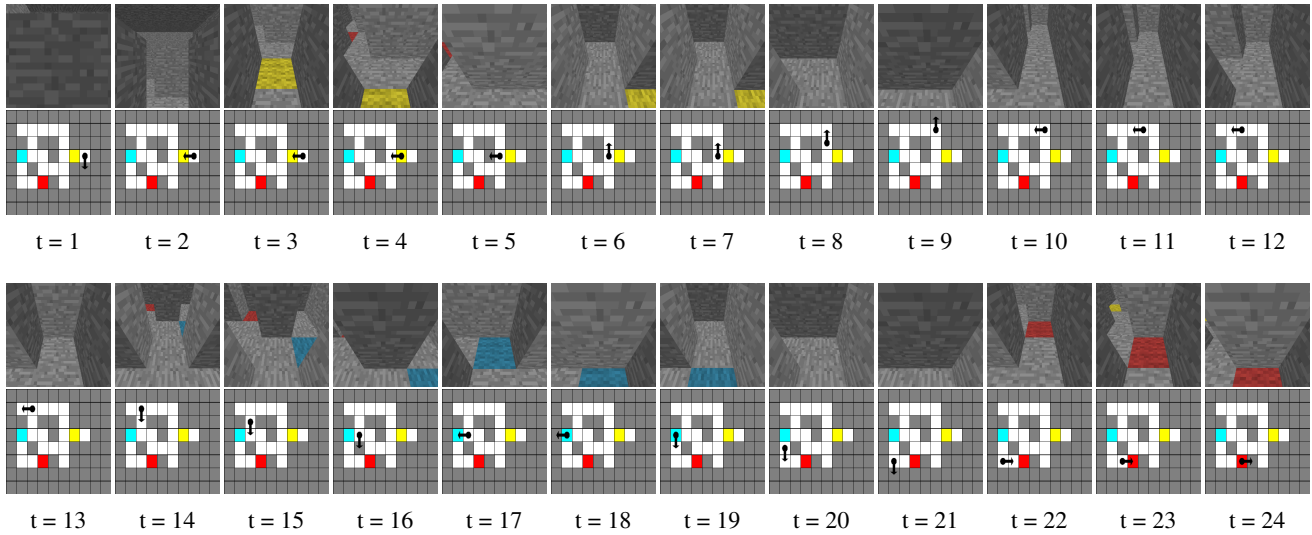 t = 1 t = 2 t = 3 t = 4 t = 5 t = 6 t = 7 t = 8 t = 9 t = 10 t = 11 t = 12
t = 13 t = 14 t = 15 t = 16 t = 17 t = 18 t = 19 t = 20 t = 21 t = 22 t = 23 t = 24